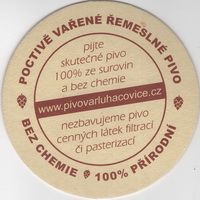 POCTIVÉ VAŘENÉ ŘEMESLNÉ PIVO
pijte
skutečné pivo
100% ze surovin
a bez chemie
www.pivovarluhacovice.cz
nezbavujeme pivo
cenných látek filtrací
či pasterizací
BEZ CHEMIE 100% PŘÍRODNÍ